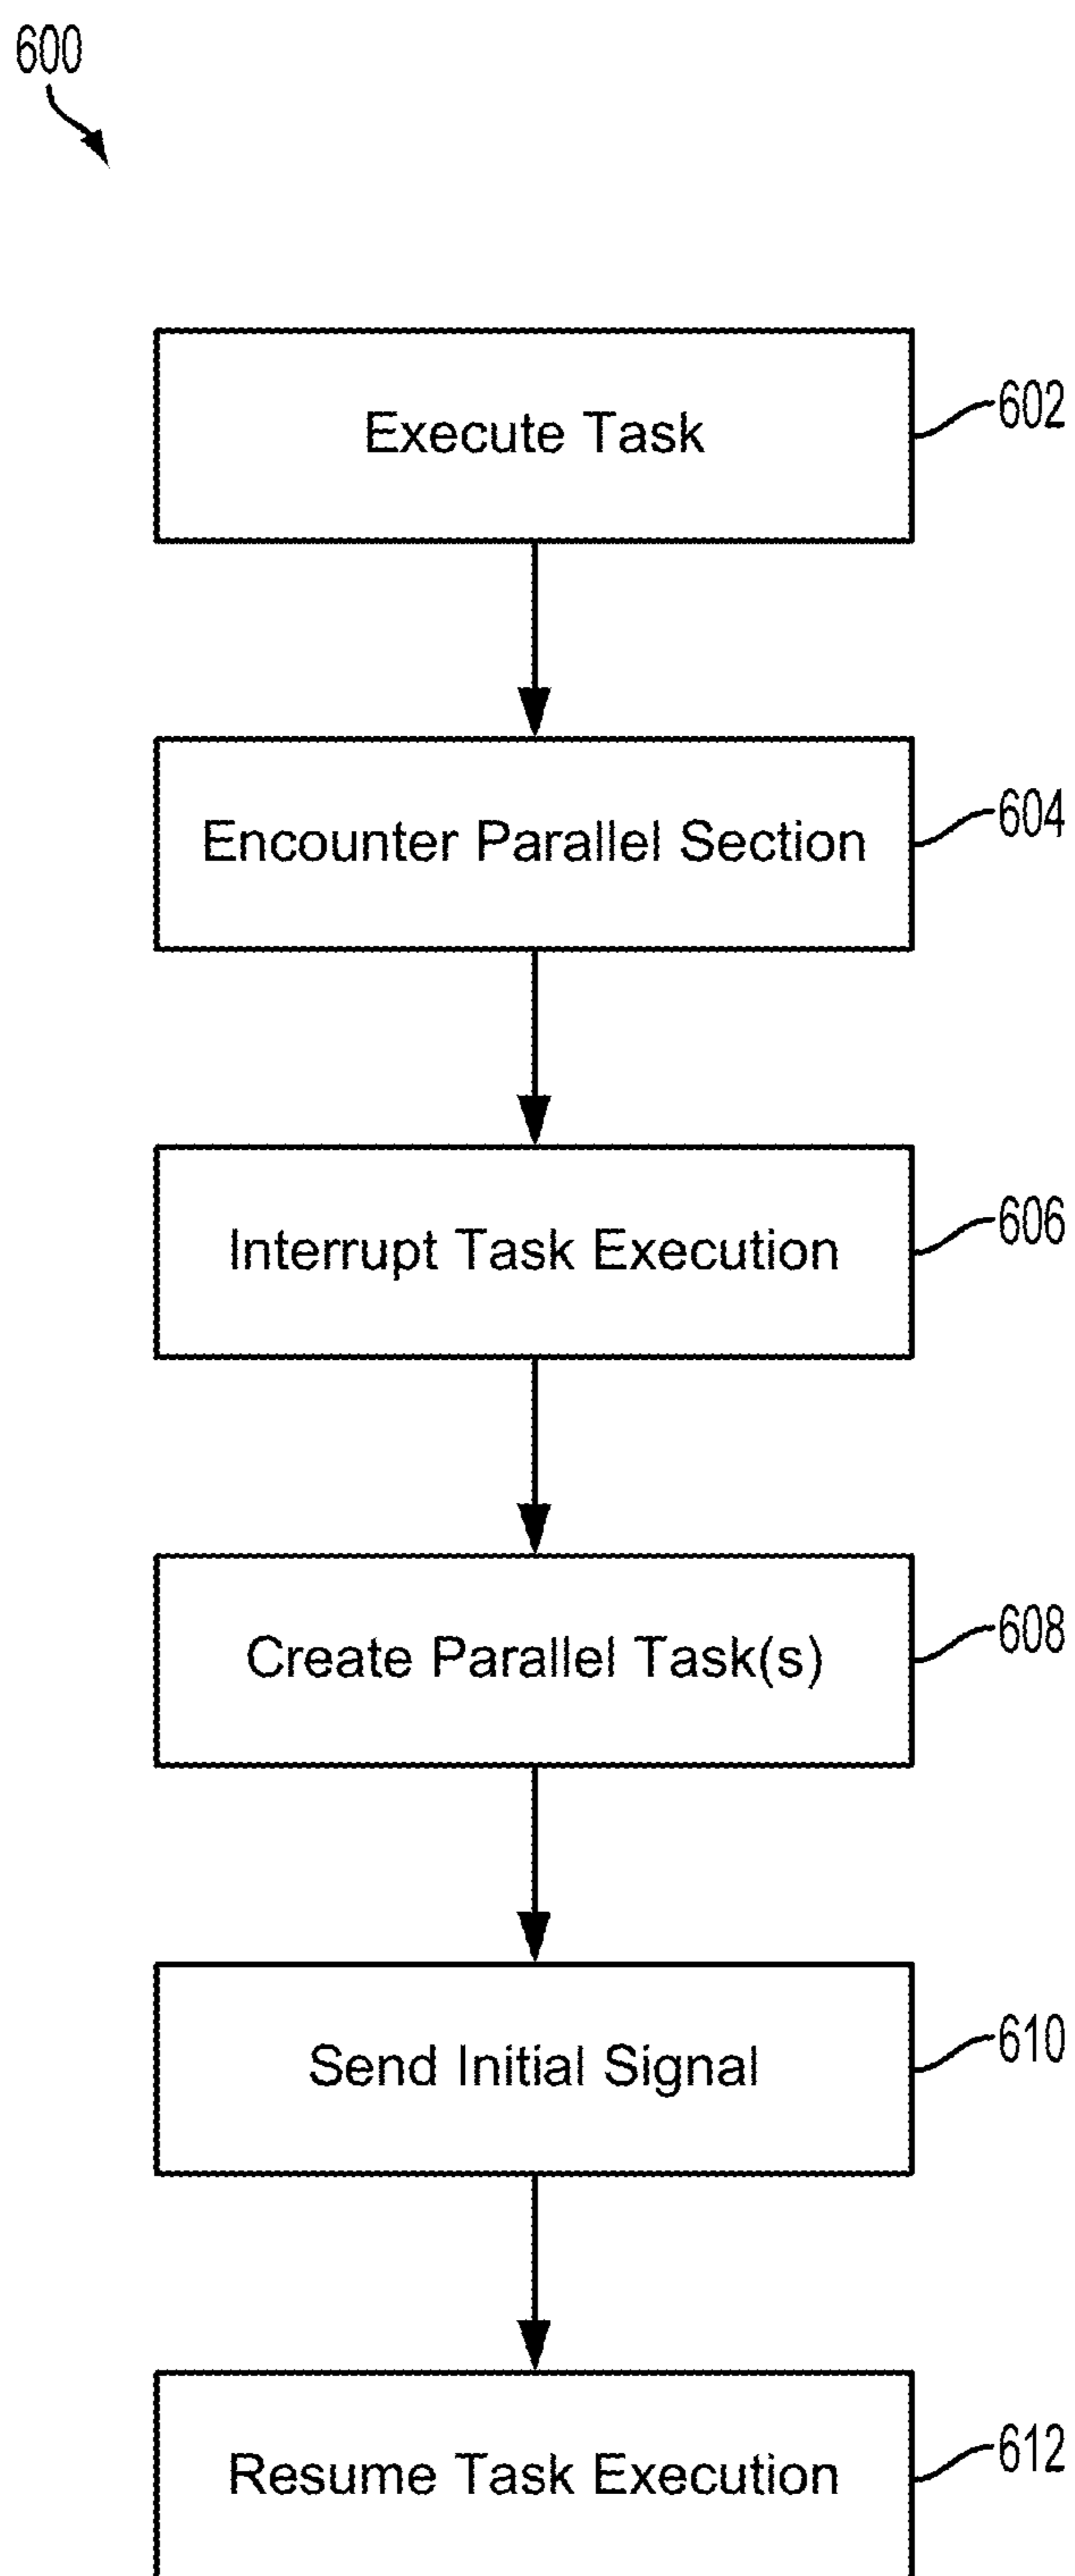 600
Execute Task
602
Encounter Parallel Section
604
Interrupt Task Execution
606
Create Parallel Task(s)
608
Send Initial Signal
610
Resume Task Execution
612